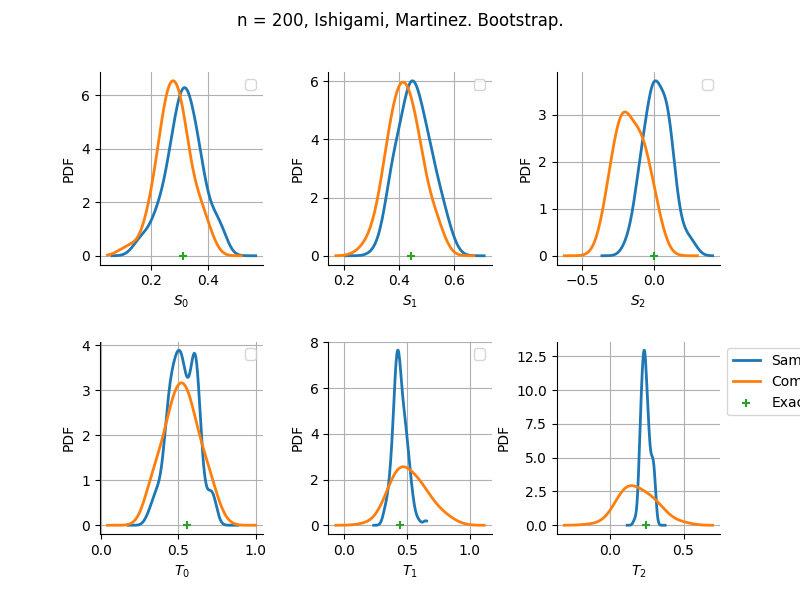 n = 200, Ishigami, Martinez. Bootstrap.
PDF
6
4
2
0
0.2
0.4
S₀
PDF
6
4
2
0
0.2
0.4
0.6
S₁
PDF
3
2
1
0
−0.5
0.0
S₂
PDF
4
3
2
1
0
0.0
0.5
1.0
T₀
PDF
8
6
4
2
0
0.0
0.5
1.0
T₁
PDF
12.5
10.0
7.5
5.0
2.5
0.0
0.0
0.5
T₂
Sam
Com
Exac